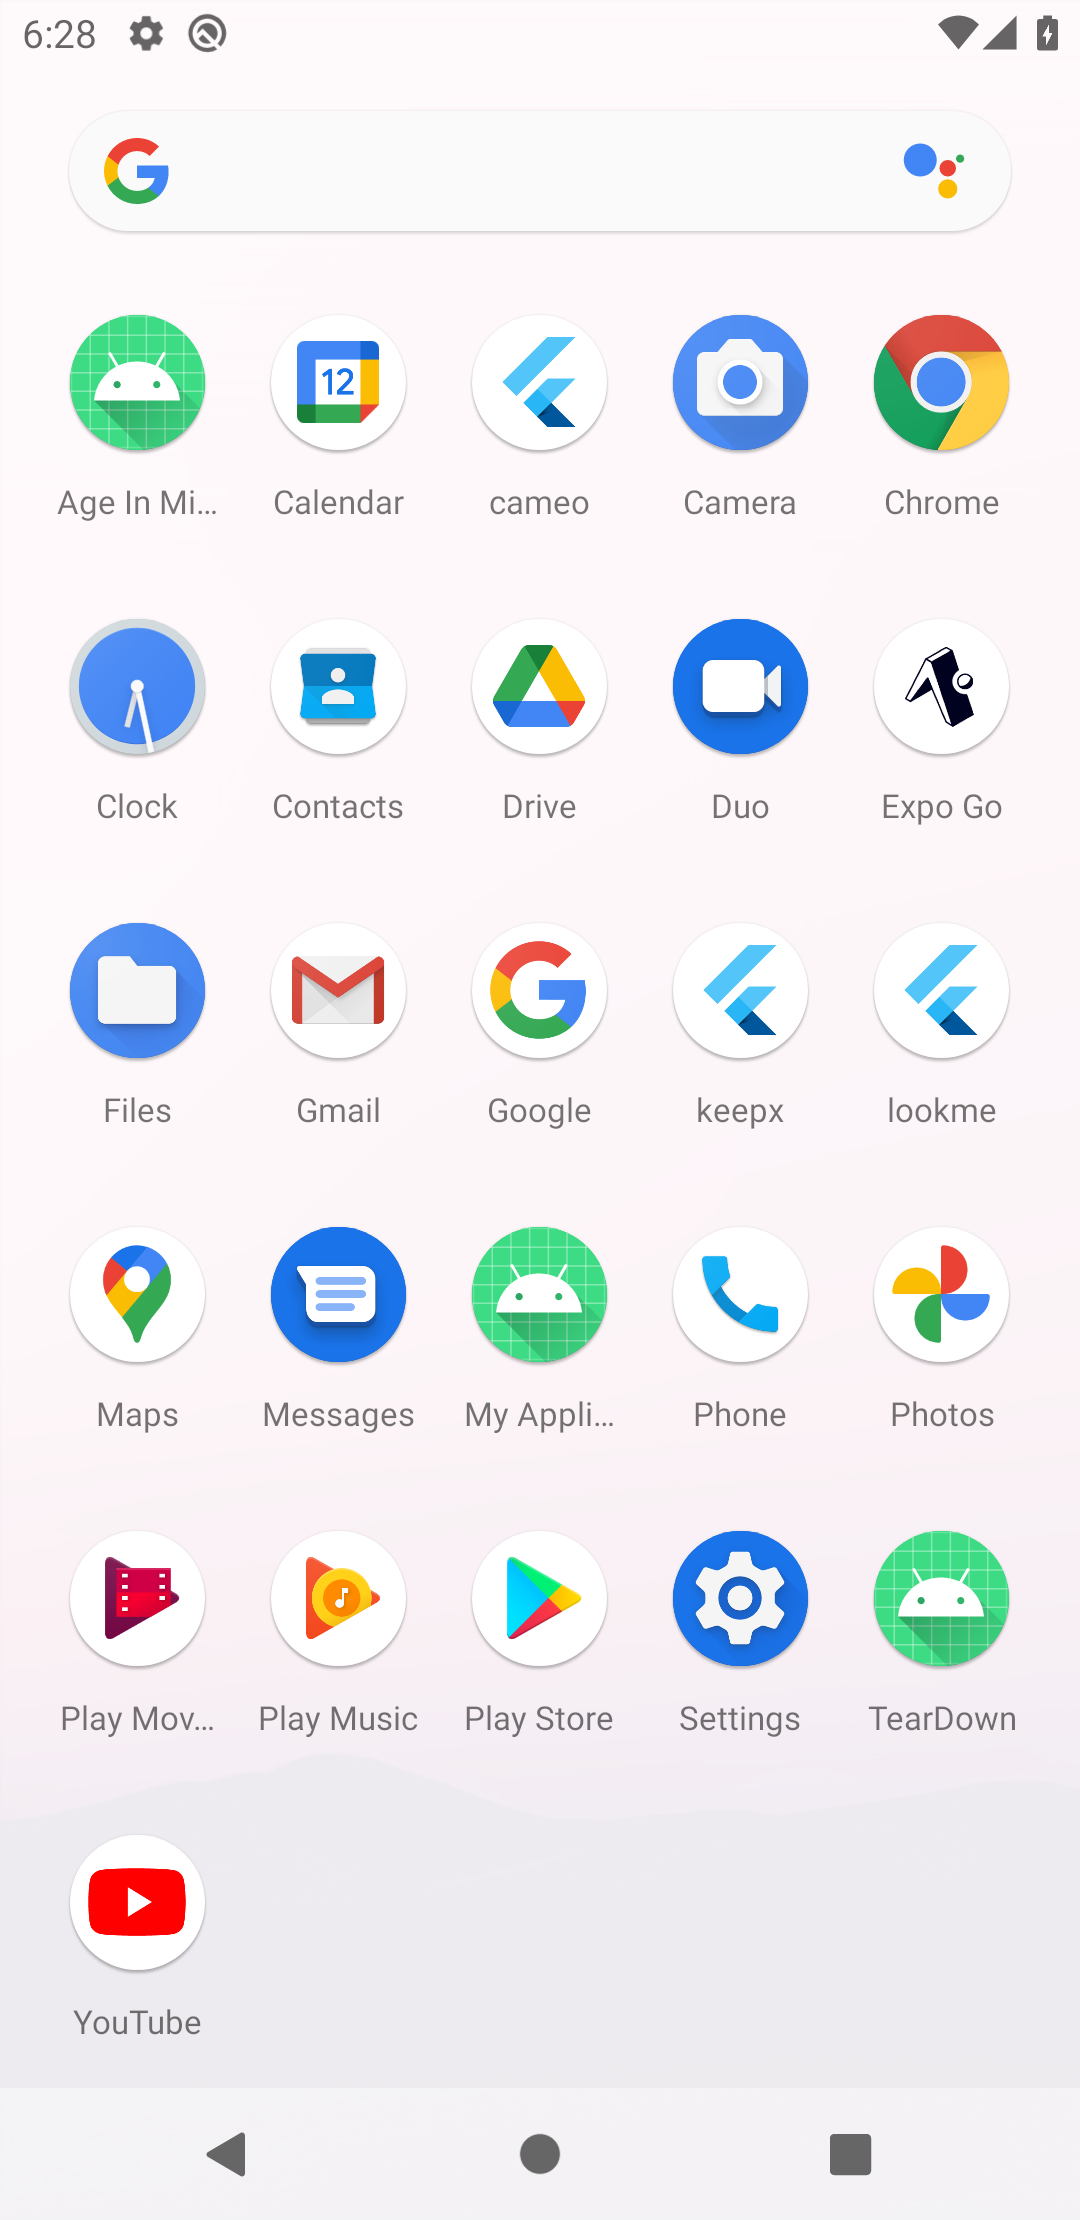 6:28
Age In Mi...
Calendar
cameo
Camera
Chrome
12
Clock
Contacts
Drive
Duo
Expo Go
Files
Gmail
Google
keepx
lookme
Maps
Messages
My Appli...
Phone
Photos
Play Mov...
Play Music
Play Store
Settings
TearDown
YouTube